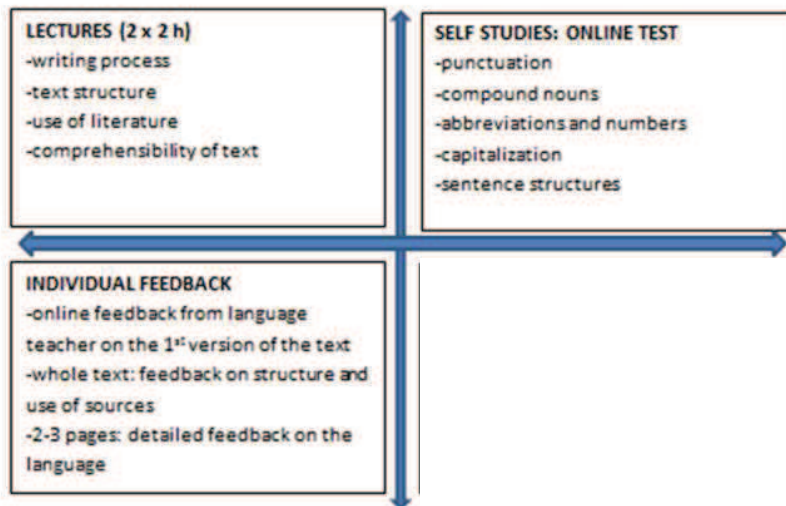 LECTURES (2 x 2 h)
-writing process
-text structure
-use of literature
-comprehensibility of text
SELF STUDIES: ONLINE TEST
-punctuation
-compound nouns
-abbreviations and numbers
-capitalization
-sentence structures
INDIVIDUAL FEEDBACK
-online feedback from language
teacher on the 1st version of the text
-whole text: feedback on structure and
use of sources
-2-3 pages: detailed feedback on the
language